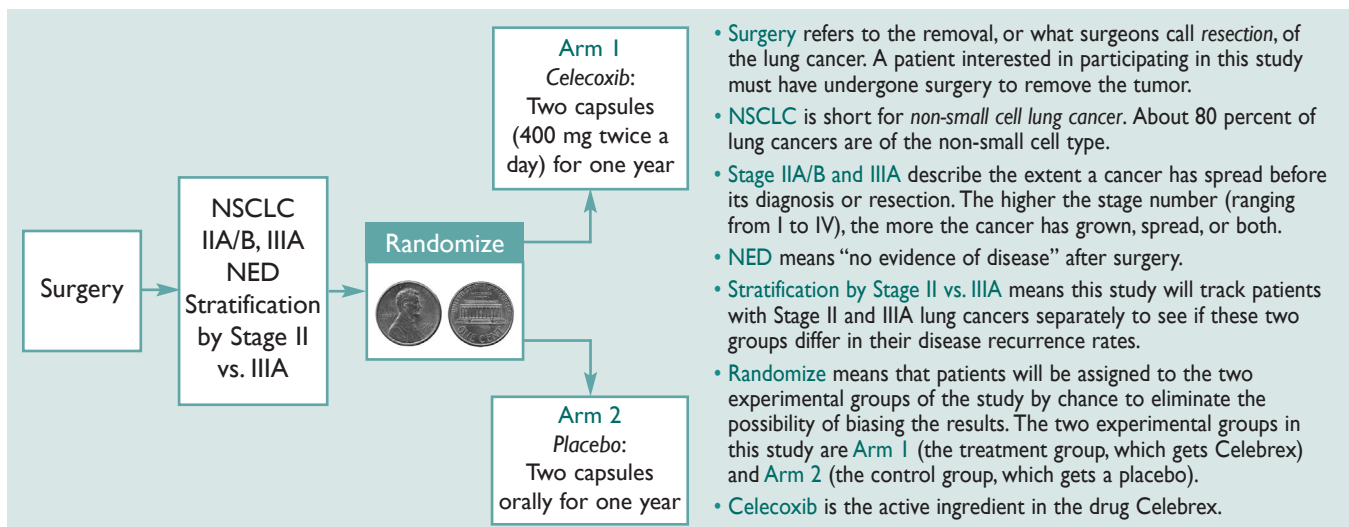 Surgery
NSCLC
IIA/B, IIIA
NED
Stratification
by Stage II
vs. IIIA
Randomize
Arm 1
Celecoxib:
Two capsules
(400 mg twice a
day) for one year
Arm 2
Placebo:
Two capsules
orally for one year
• Surgery refers to the removal, or what surgeons call resection, of
the lung cancer. A patient interested in participating in this study
must have undergone surgery to remove the tumor.
• NSCLC is short for non-small cell lung cancer. About 80 percent of
lung cancers are of the non-small cell type.
• Stage IIA/B and IIIA describe the extent a cancer has spread before
its diagnosis or resection. The higher the stage number (ranging
from I to IV), the more the cancer has grown, spread, or both.
• NED means “no evidence of disease” after surgery.
• Stratification by Stage II vs. IIIA means this study will track patients
with Stage II and IIIA lung cancers separately to see if these two
groups differ in their disease recurrence rates.
• Randomize means that patients will be assigned to the two
experimental groups of the study by chance to eliminate the
possibility of biasing the results. The two experimental groups in
this study are Arm 1 (the treatment group, which gets Celebrex)
and Arm 2 (the control group, which gets a placebo).
• Celecoxib is the active ingredient in the drug Celebrex.